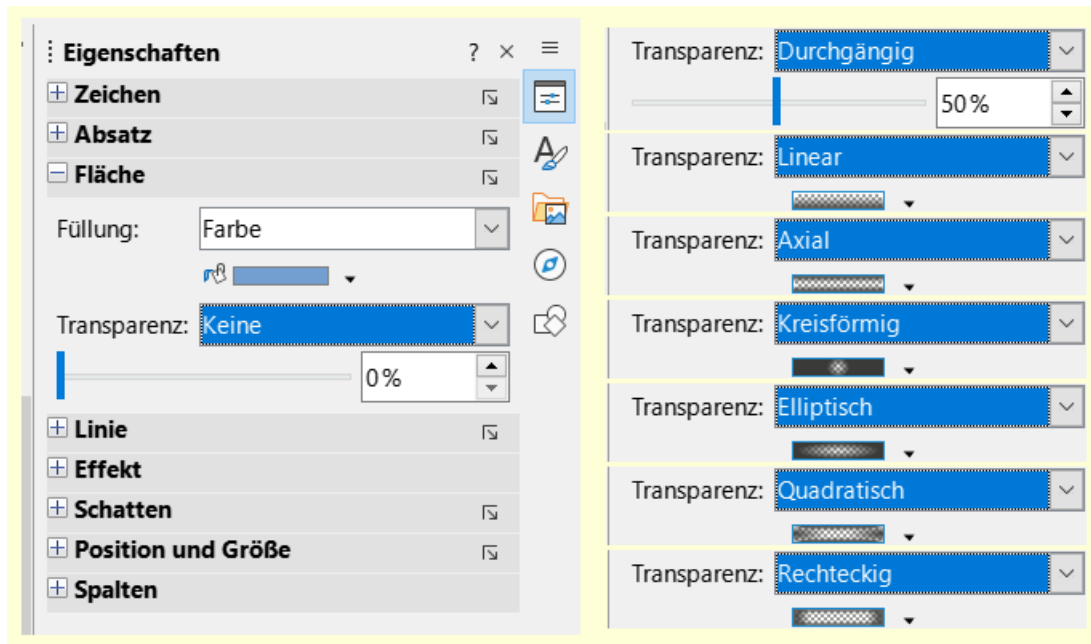 Eigenschaften ? ×
Zeichen
Absatz
Fläche
Füllung: Farbe
Transparenz: Keine
0 %
Linie
Effekt
Schatten
Position und Größe
Spalten
Transparenz: Durchgängig
50 %
Transparenz: Linear
Transparenz: Axial
Transparenz: Kreisförmig
Transparenz: Elliptisch
Transparenz: Quadratisch
Transparenz: Rechteckig